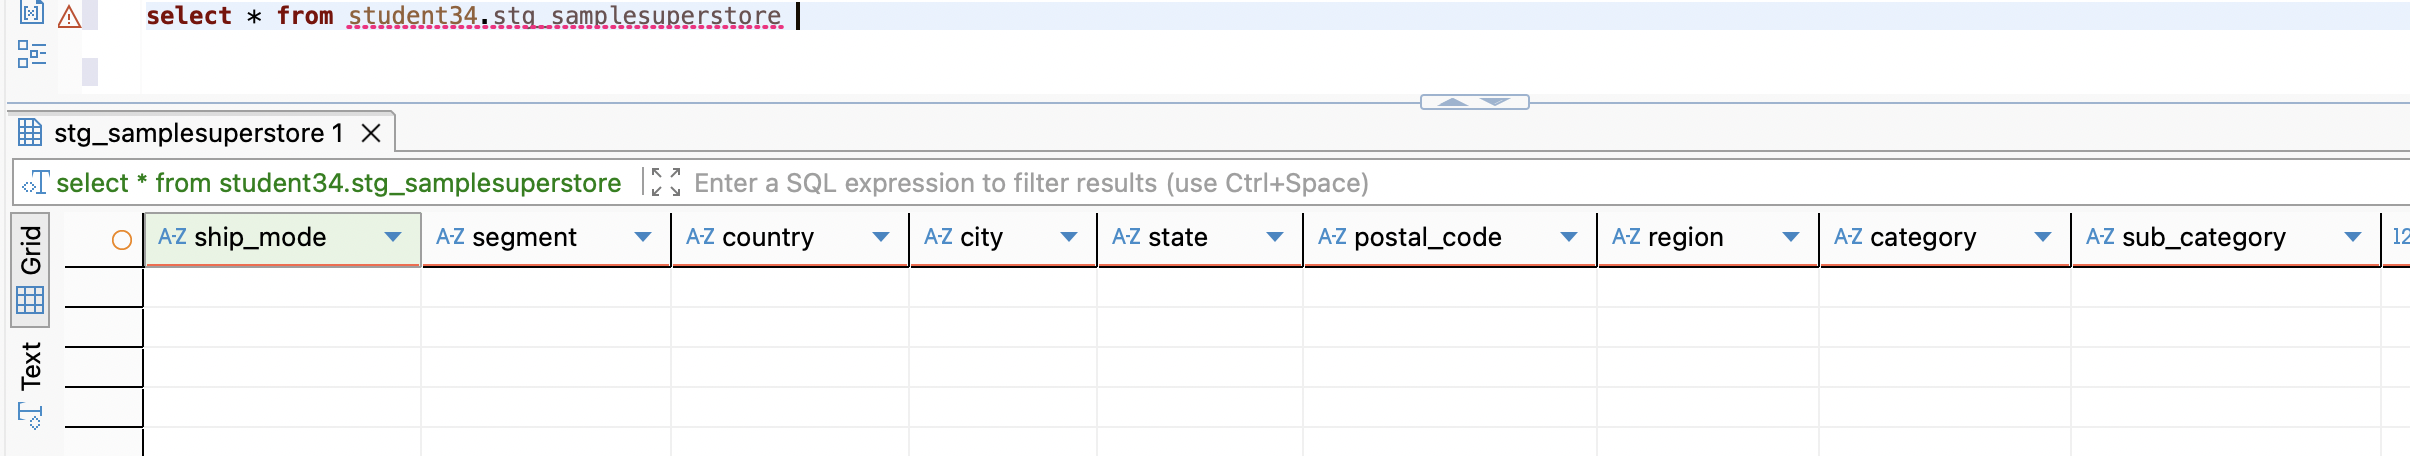 select * from student34.stg_samplesuperstore
stg_samplesuperstore 1
select * from student34.stg_samplesuperstore Enter a SQL expression to filter results (use Ctrl+Space)
Grid
A-Z ship_mode A-Z segment A-Z country A-Z city A-Z state A-Z postal_code A-Z region A-Z category A-Z sub_category 12
Text